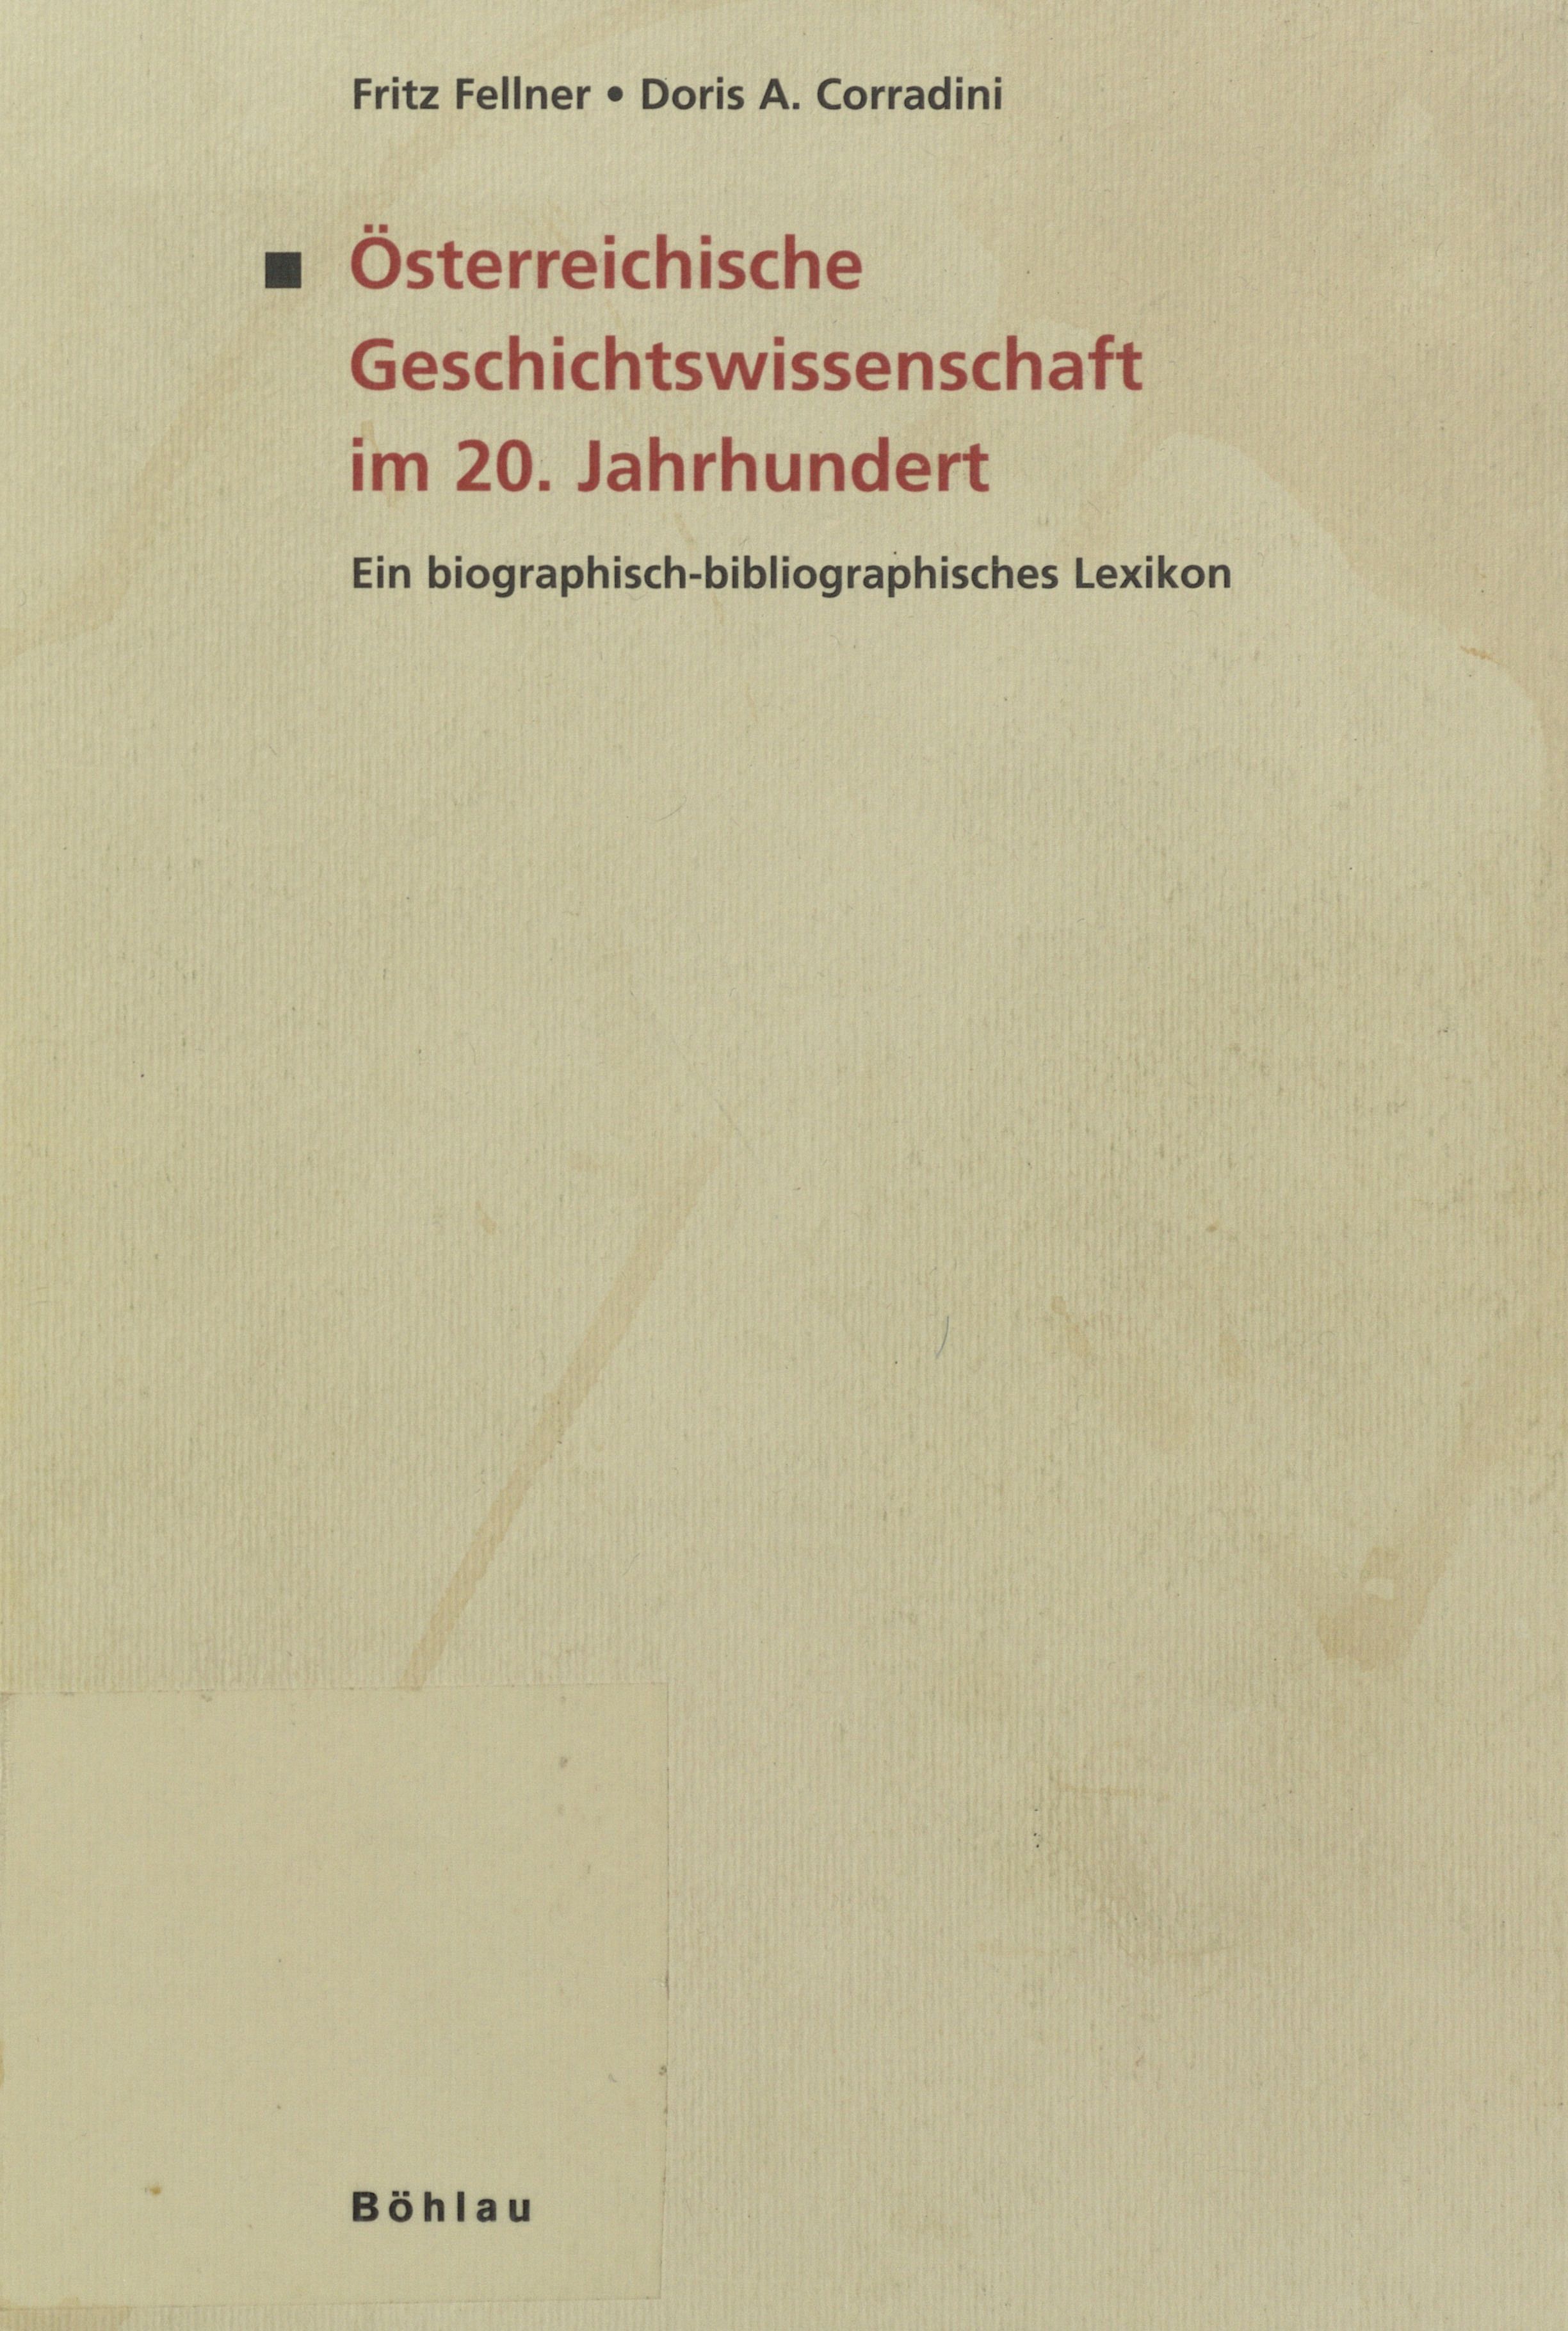 Fritz Fellner • Doris A. Corradini
■ Österreichische
Geschichtswissenschaft
im 20. Jahrhundert
Ein biographisch-bibliographisches Lexikon
Böhlau